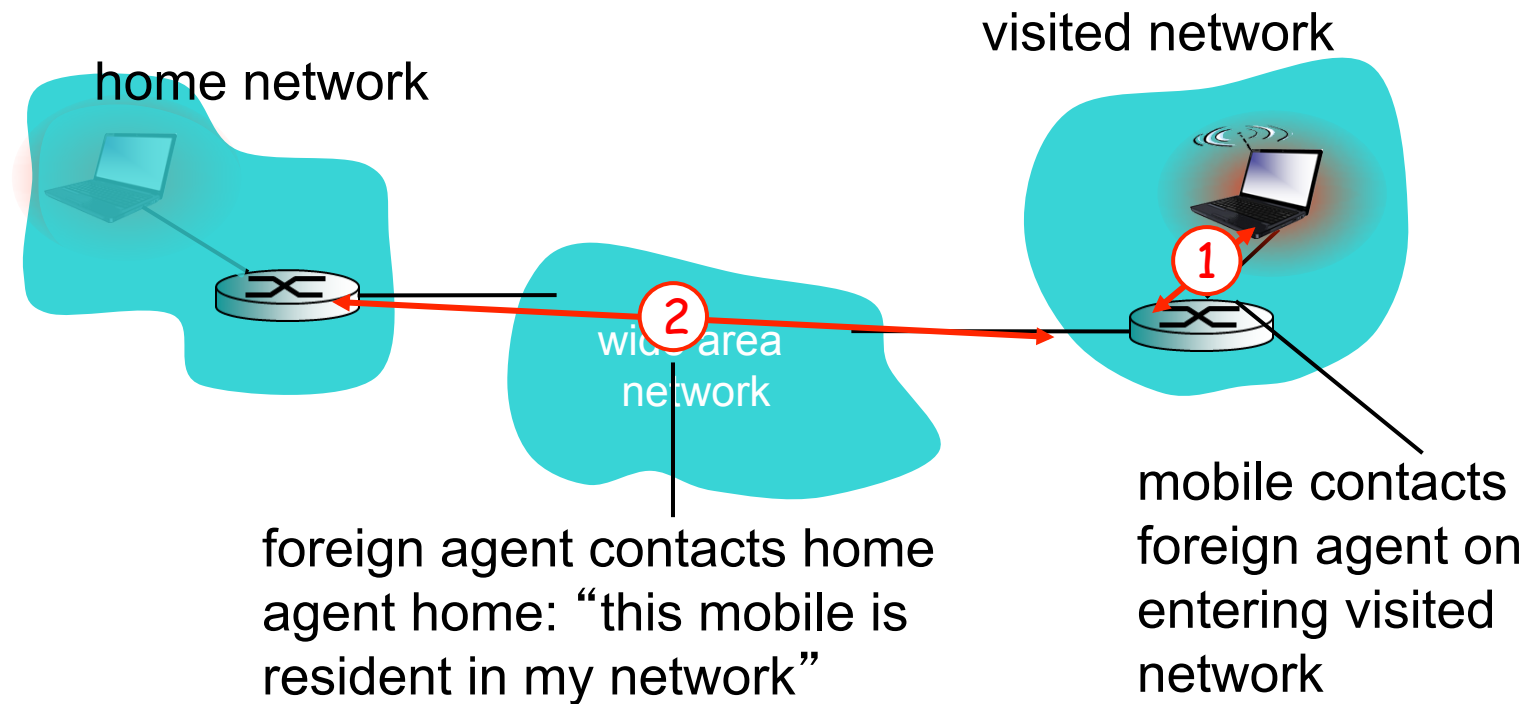 visited network
home network
1
2
wide area
network
foreign agent contacts home
agent home: “this mobile is
resident in my network”
mobile contacts
foreign agent on
entering visited
network